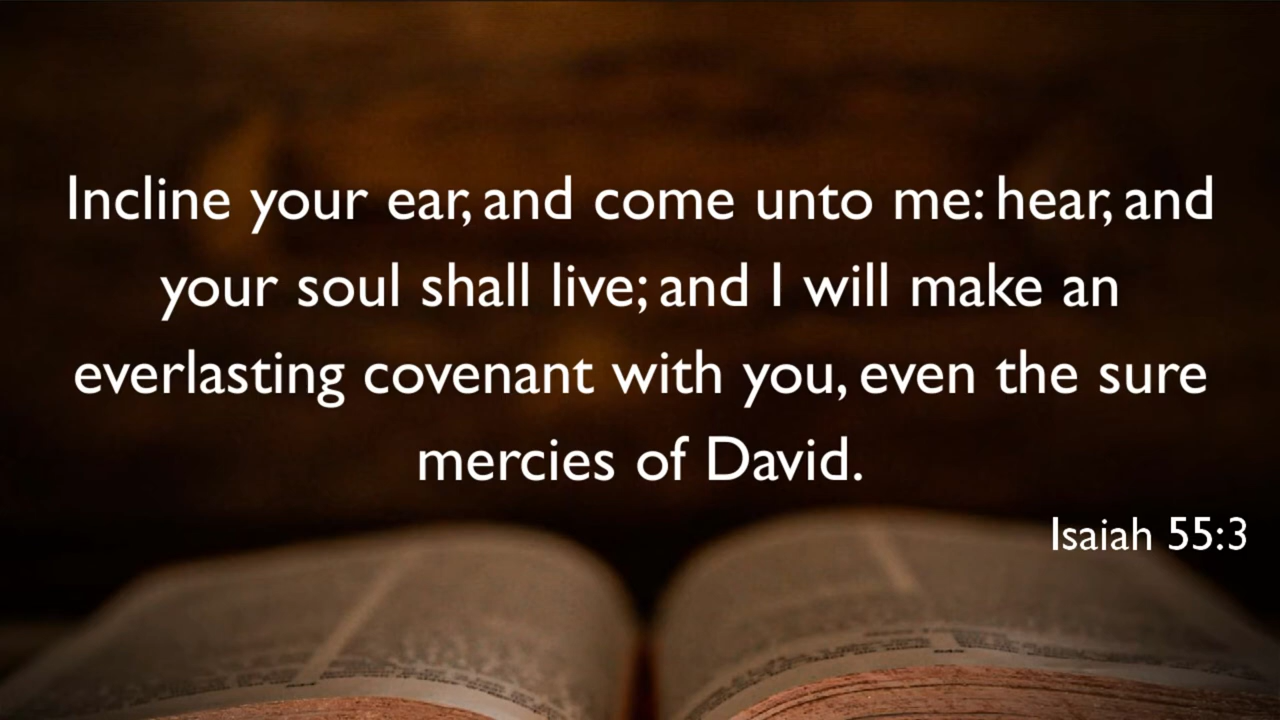 Incline your ear, and come unto me: hear, and
your soul shall live; and I will make an
everlasting covenant with you, even the sure
mercies of David.
Isaiah 55:3